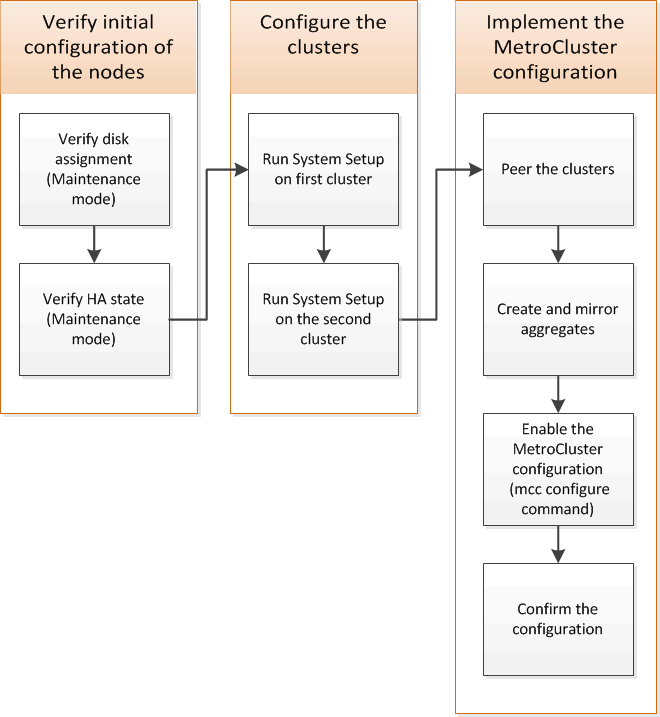 Verify initial
configuration of
the nodes
Verify disk
assignment
(Maintenance
mode)
Verify HA state
(Maintenance
mode)
Configure the
clusters
Run System Setup
on first cluster
Run System Setup
on the second
cluster
Implement the
MetroCluster
configuration
Peer the clusters
Create and mirror
aggregates
Enable the
MetroCluster
configuration
(mcc configure
command)
Confirm the
configuration